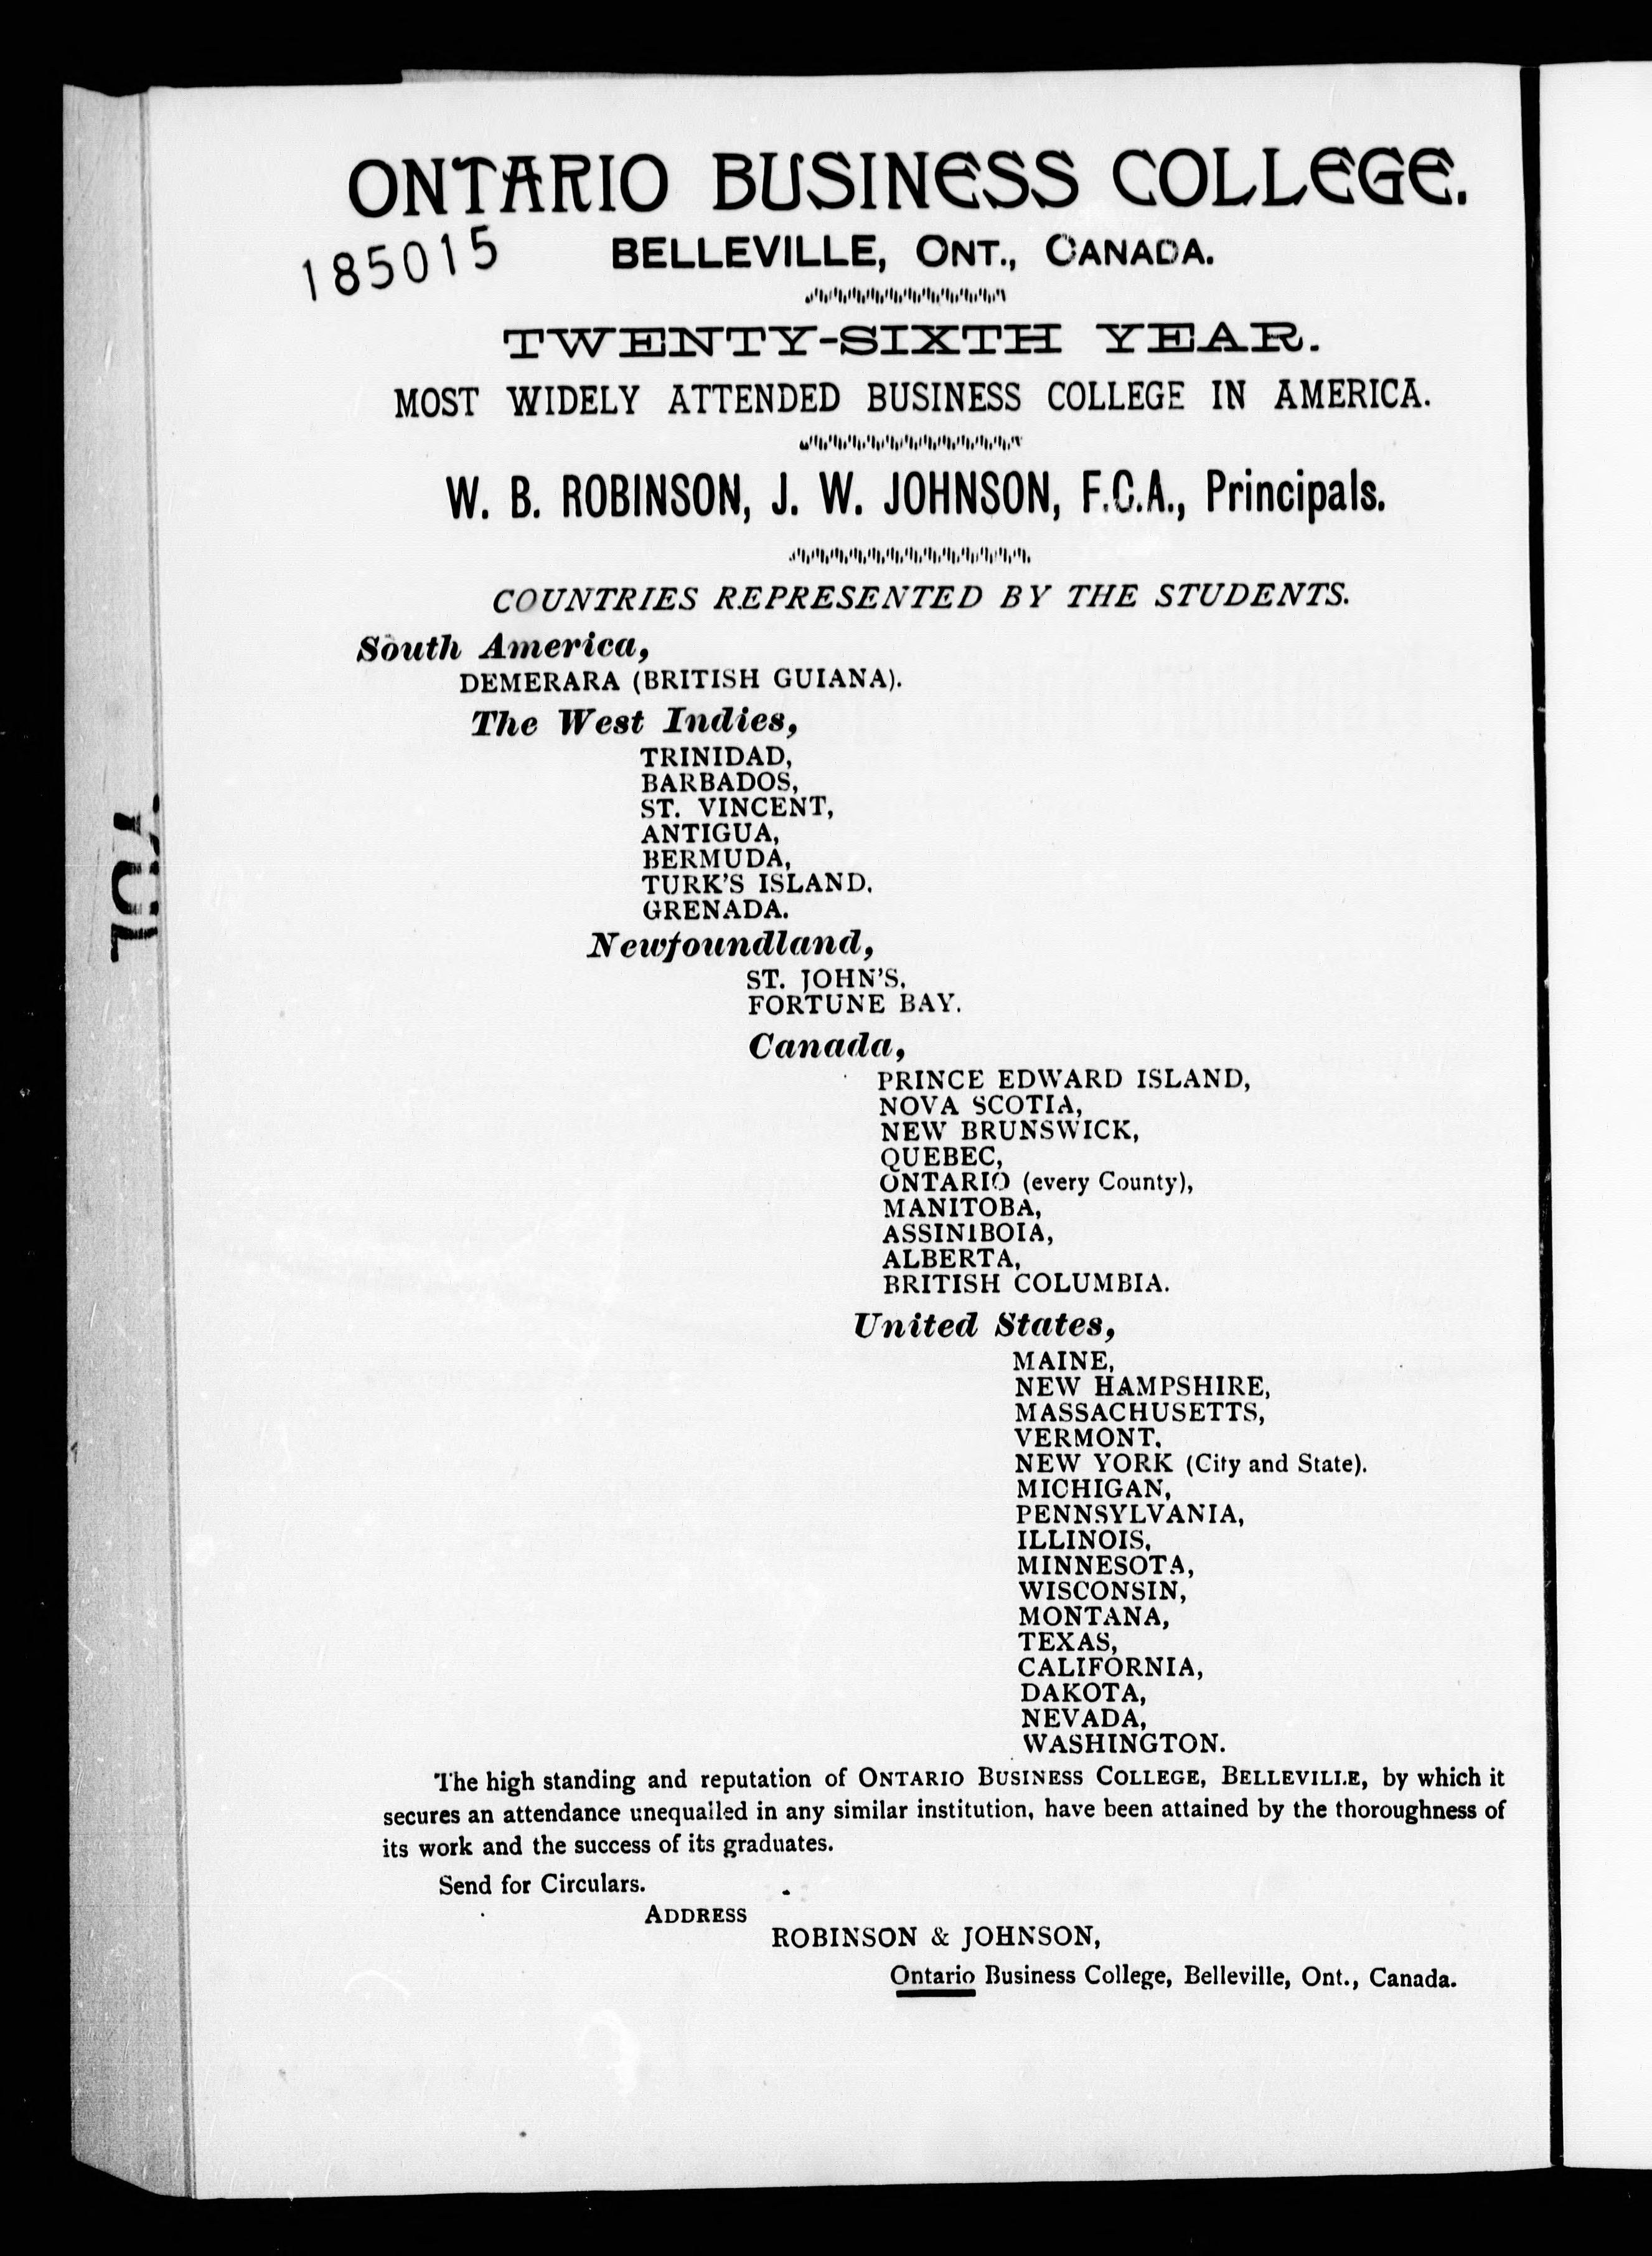 ONTARIO BUSINESS COLLEGE.
185015
BELLEVILLE, ONT., CANADA.
TWENTY-SIXTH YEAR.
MOST WIDELY ATTENDED BUSINESS COLLEGE IN AMERICA.
W. B. ROBINSON, J. W. JOHNSON, F.C.A., Principals.
COUNTRIES REPRESENTED BY THE STUDENTS.
South America,
DEMERARA (BRITISH GUIANA).
The West Indies,
TRINIDAD,
BARBADOS,
ST. VINCENT,
ANTIGUA,
BERMUDA,
TURK'S ISLAND,
GRENADA.
Newfoundland,
ST. JOHN'S,
FORTUNE BAY.
Canada,
PRINCE EDWARD ISLAND,
NOVA SCOTIA,
NEW BRUNSWICK,
QUEBEC,
ONTARIO (every County),
MANITOBA,
ASSINIBOIA,
ALBERTA,
BRITISH COLUMBIA.
United States,
MAINE,
NEW HAMPSHIRE,
MASSACHUSETTS,
VERMONT,
NEW YORK (City and State).
MICHIGAN,
PENNSYLVANIA,
ILLINOIS,
MINNESOTA,
WISCONSIN,
MONTANA,
TEXAS,
CALIFORNIA,
DAKOTA,
NEVADA,
WASHINGTON.
The high standing and reputation of ONTARIO BUSINESS COLLEGE, BELLEVILLE, by which it
secures an attendance unequalled in any similar institution, have been attained by the thoroughness of
its work and the success of its graduates.
Send for Circulars.
ADDRESS
ROBINSON & JOHNSON,
Ontario Business College, Belleville, Ont., Canada.